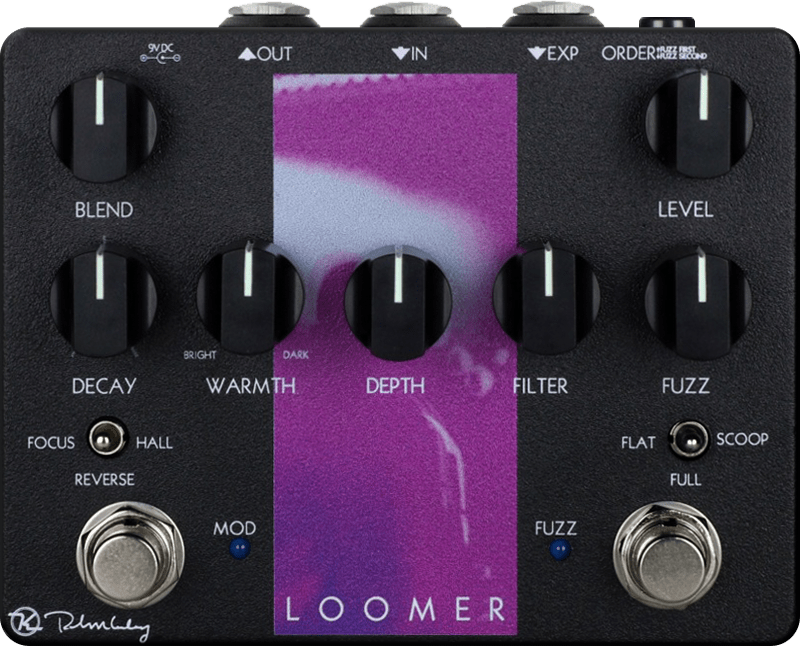 9V DC
OUT
IN
EXP
ORDER
FUZZ FIRST
FUZZ SECOND
BLEND
LEVEL
DECAY
BRIGHT
DARK
WARMTH
DEPTH
FILTER
FUZZ
FOCUS
HALL
REVERSE
FLAT
SCOOP
FULL
MOD
FUZZ
LOOMER
K